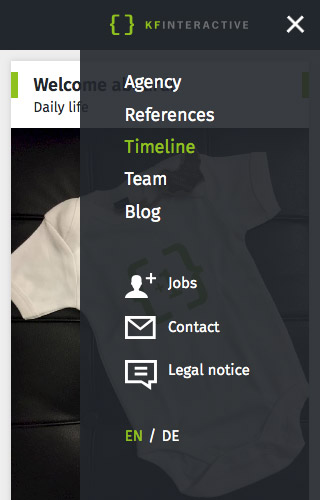 {} KFINTERACTIVE
Welcome a
Daily life
Agency
References
Timeline
Team
Blog
Jobs
Contact
Legal notice
EN / DE